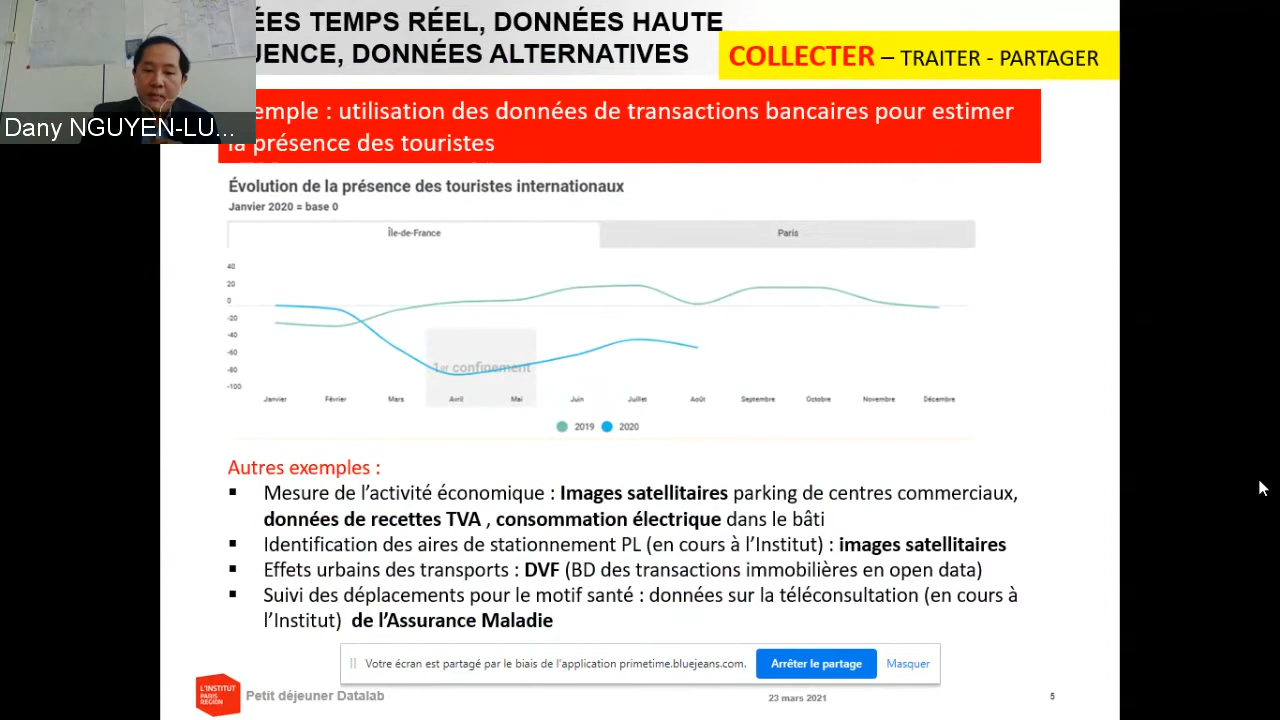 ÉES TEMPS RÉEL, DONNÉES HAUTE
UENCE, DONNÉES ALTERNATIVES
COLLECTER – TRAITER - PARTAGER
Dany NGUYEN-LU...
emple : utilisation des données de transactions bancaires pour estimer
la présence des touristes
Évolution de la présence des touristes internationaux
Janvier 2020 = base 0
Île-de-France
Paris
40
20
0
-20
-40
-60
-80
-100
1er confinement
Janvier Février Mars Avril Mai Juin Juillet Août Septembre Octobre Novembre Décembre
2019 2020
Autres exemples :
▪ Mesure de l’activité économique : Images satellitaires parking de centres commerciaux,
données de recettes TVA , consommation électrique dans le bâti
▪ Identification des aires de stationnement PL (en cours à l’Institut) : images satellitaires
▪ Effets urbains des transports : DVF (BD des transactions immobilières en open data)
▪ Suivi des déplacements pour le motif santé : données sur la téléconsultation (en cours à
l’Institut) de l’Assurance Maladie
Votre écran est partagé par le biais de l'application primetime.bluejeans.com.
Arrêter le partage
Masquer
L'INSTITUT
PARIS
REGION
Petit déjeuner Datalab
23 mars 2021
5